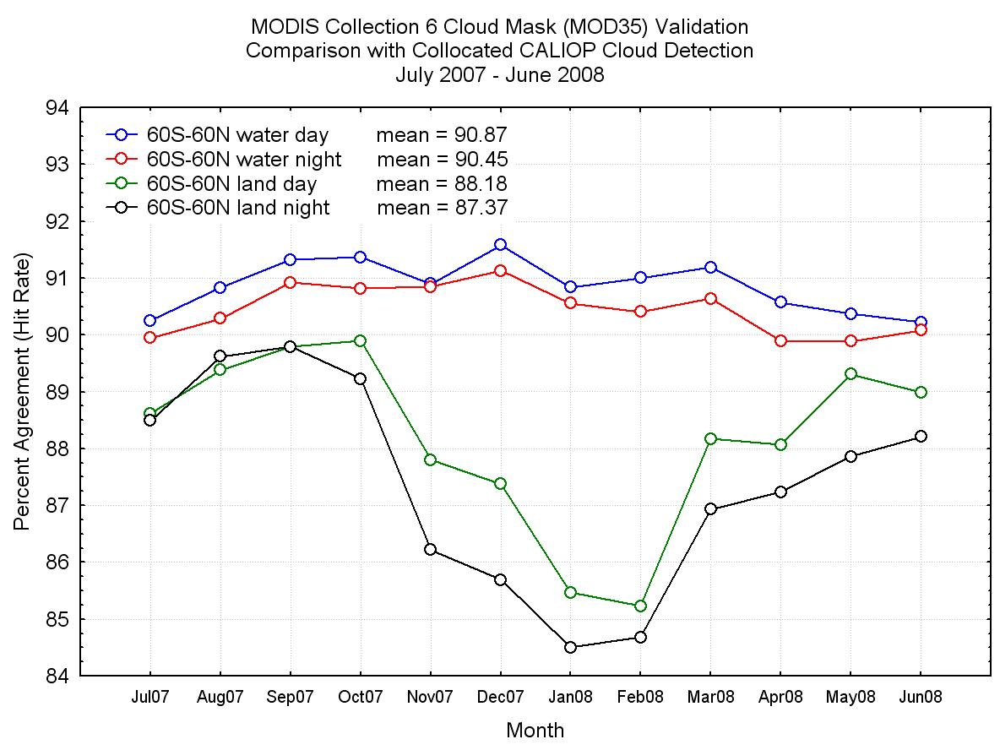 MODIS Collection 6 Cloud Mask (MOD35) Validation
Comparison with Collocated CALIOP Cloud Detection
July 2007 - June 2008
60S-60N water day mean = 90.87
60S-60N water night mean = 90.45
60S-60N land day mean = 88.18
60S-60N land night mean = 87.37
Percent Agreement (Hit Rate)
94
93
92
91
90
89
88
87
86
85
84
Jul07 Aug07 Sep07 Oct07 Nov07 Dec07 Jan08 Feb08 Mar08 Apr08 May08 Jun08
Month